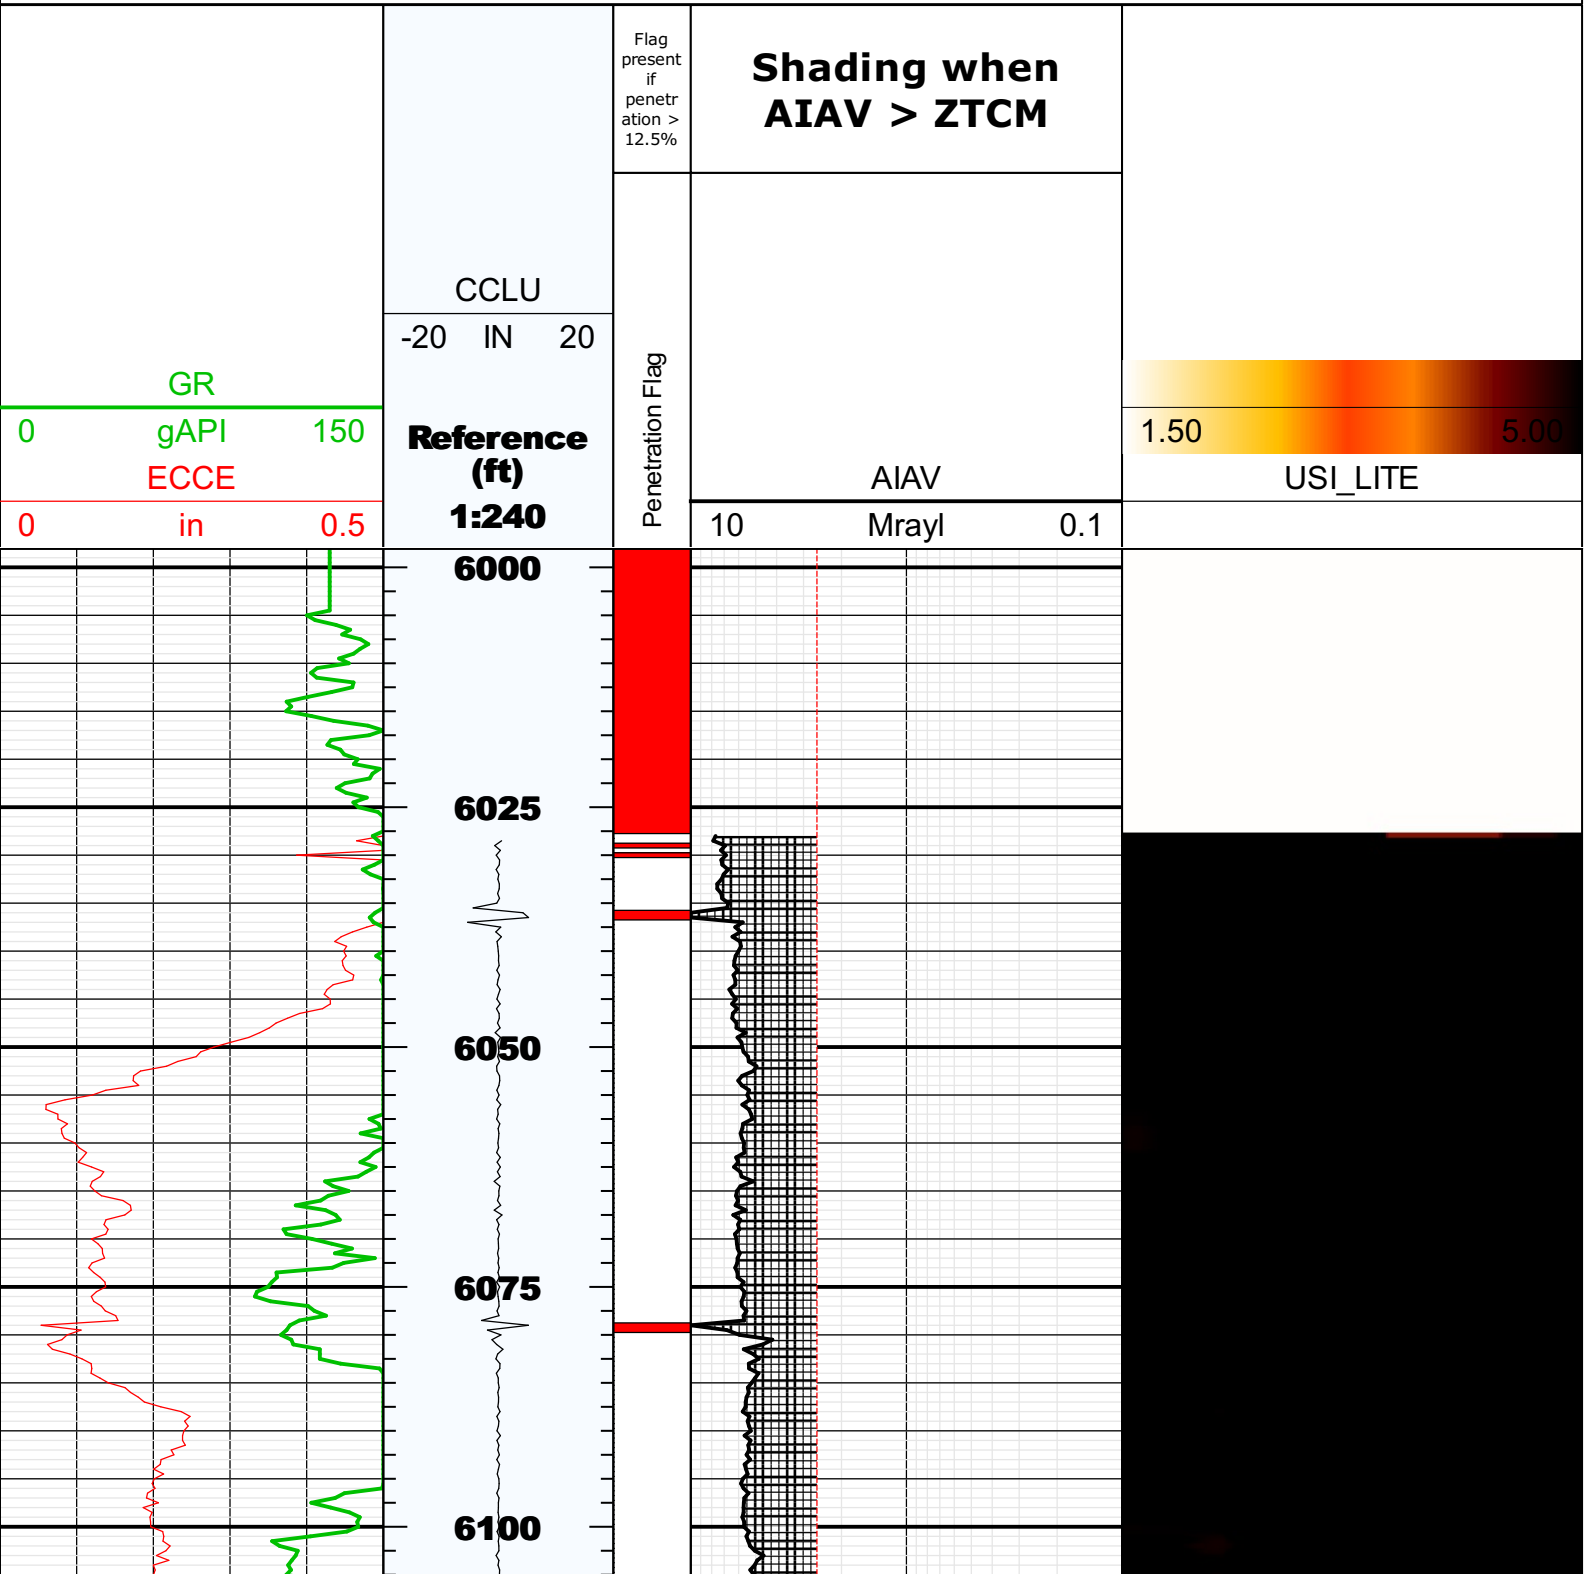 Flag
present
if
penetr
ation >
12.5%
Shading when
AIAV > ZTCM
CCLU
-20 IN 20
GR
0 gAPI 150
ECCE
0 in 0.5
Reference
(ft)
1:240
Penetration Flag
AIAV
10 Mrayl 0.1
1.50 5.00
USI_LITE
6000
6025
6050
6075
6100